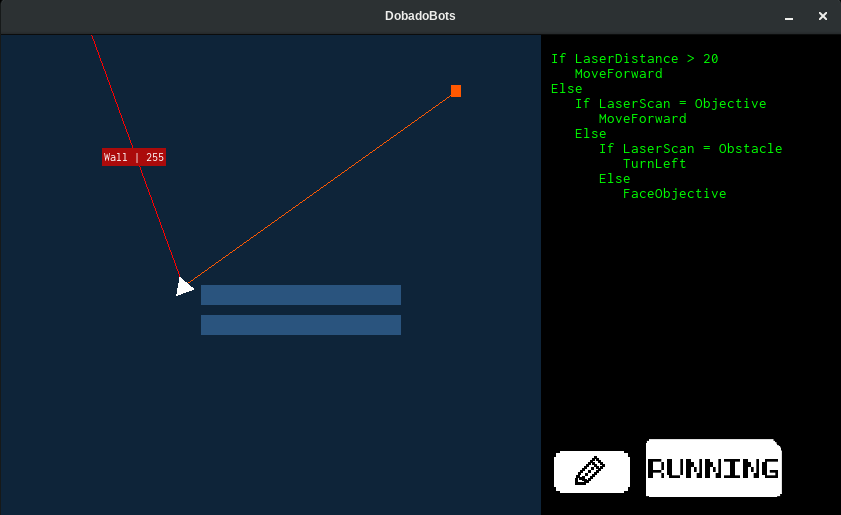 DobadoBots
If LaserDistance > 20
MoveForward
Else
If LaserScan = Objective
MoveForward
Else
If LaserScan = Obstacle
TurnLeft
Else
FaceObjective
Wall | 255
RUNNING